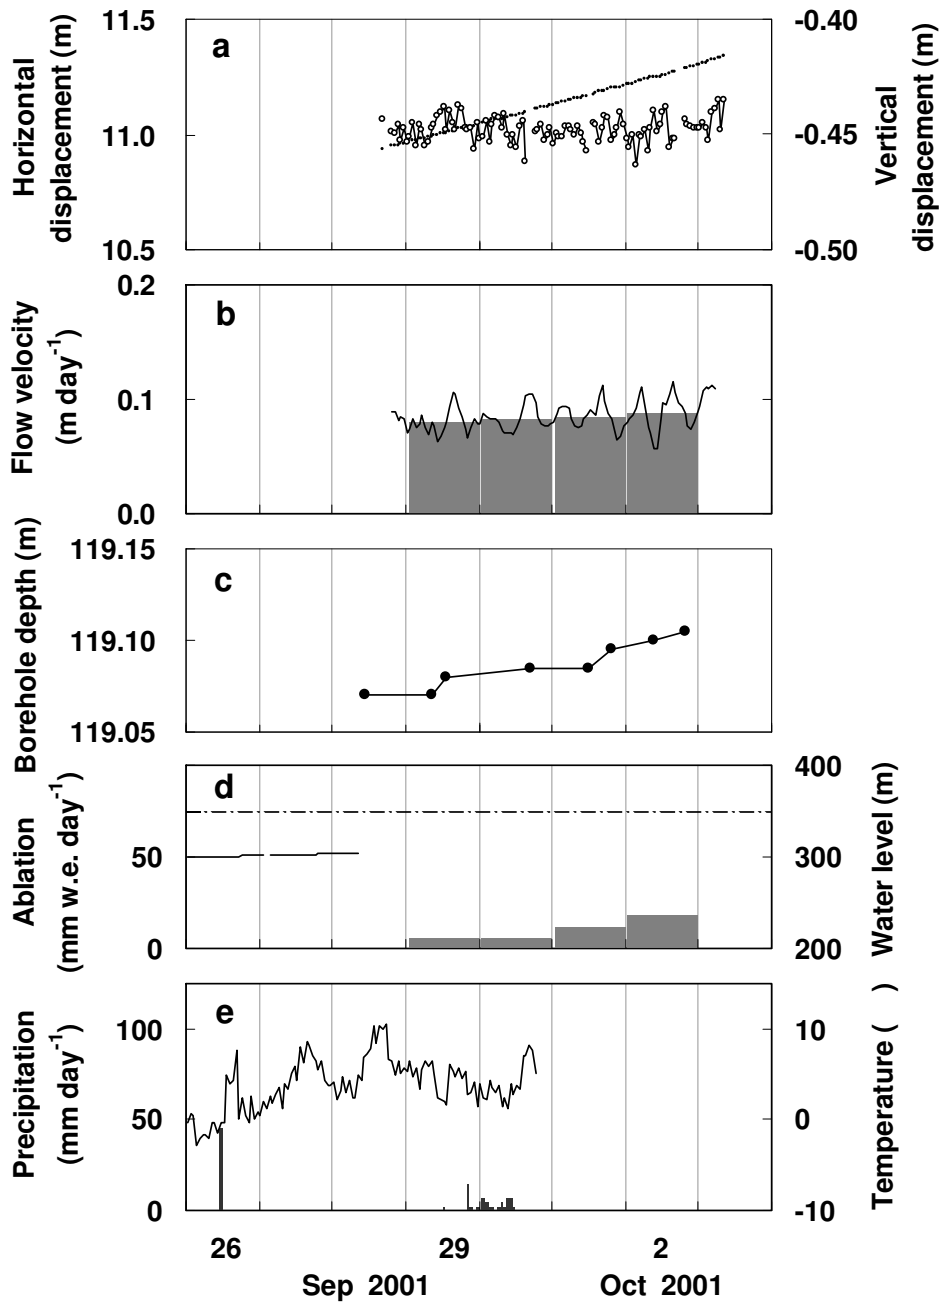 a
11.5
11.0
10.5
Horizontal
displacement (m)
-0.40
-0.45
-0.50
Vertical
displacement (m)
b
0.2
0.1
0.0
Flow velocity
(m day-1)
c
119.15
119.10
119.05
Borehole depth (m)
d
50
0
Ablation
(mm w.e. day-1)
400
300
200
Water level (m)
e
100
50
0
Precipitation
(mm day-1)
10
0
-10
Temperature ( )
26 29 2
Sep 2001 Oct 2001